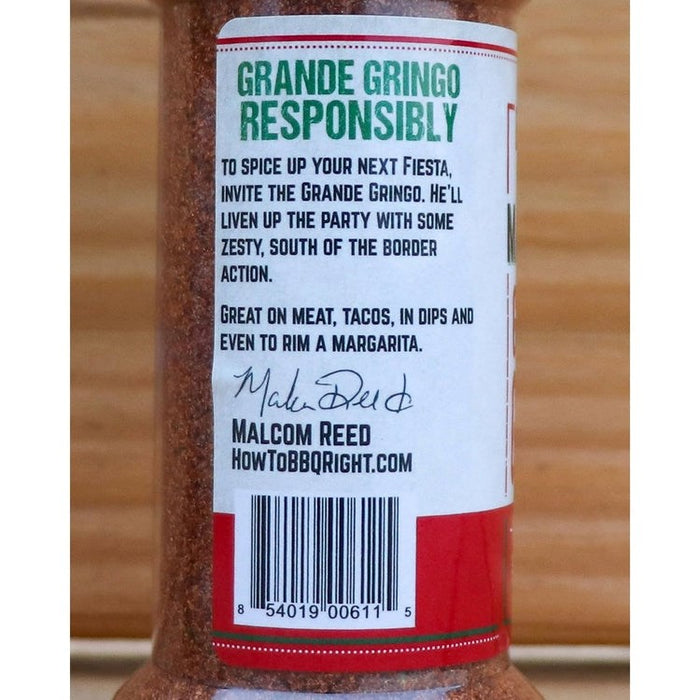 GRANDE GRINGO
RESPONSIBLY
TO SPICE UP YOUR NEXT FIESTA,
INVITE THE GRANDE GRINGO. HE'LL
LIVEN UP THE PARTY WITH SOME
ZESTY, SOUTH OF THE BORDER
ACTION.
GREAT ON MEAT, TACOS, IN DIPS AND
EVEN TO RIM A MARGARITA.
Malcom Reed
MALCOM REED
HOWTOBBQRIGHT.COM
8 54019 00611 5